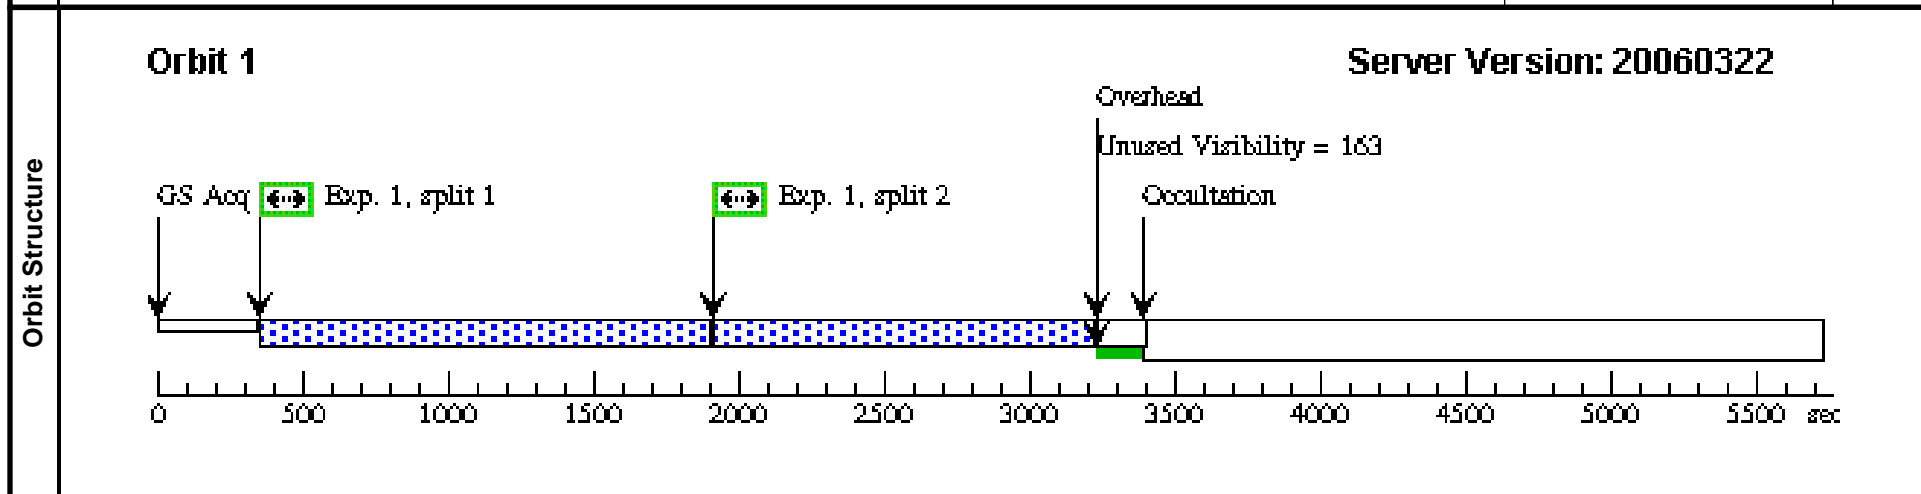 Orbit Structure
Orbit 1
Server Version: 20060322
Overhead
Unused Visibility = 163
GS Acq
Exp. 1, split 1
Exp. 1, split 2
Occultation
0 500 1000 1500 2000 2500 3000 3500 4000 4500 5000 5500 sec